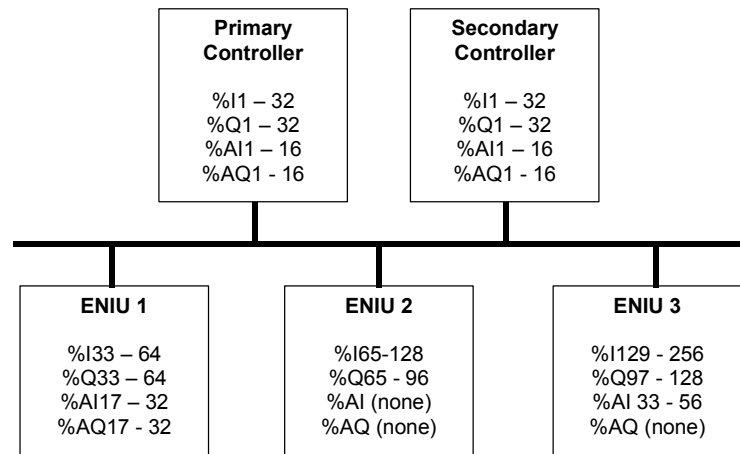 Primary
Controller
%I1 – 32
%Q1 – 32
%AI1 – 16
%AQ1 - 16
Secondary
Controller
%I1 – 32
%Q1 – 32
%AI1 – 16
%AQ1 - 16
ENIU 1
%I33 – 64
%Q33 – 64
%AI17 – 32
%AQ17 - 32
ENIU 2
%I65-128
%Q65 - 96
%AI (none)
%AQ (none)
ENIU 3
%I129 - 256
%Q97 - 128
%AI 33 - 56
%AQ (none)